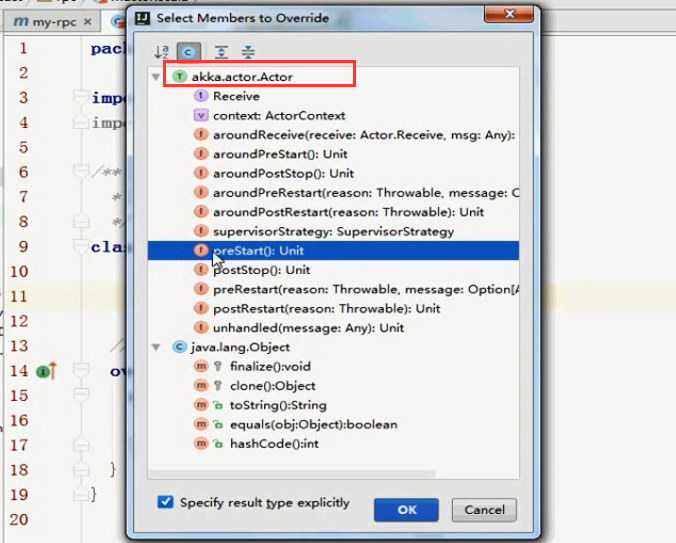 Select Members to Override
my-rpc
akka.actor.Actor
Receive
context: ActorContext
aroundReceive(receive: Actor.Receive, msg: Any):
aroundPreStart(): Unit
aroundPostStop(): Unit
aroundPreRestart(reason: Throwable, message: O
aroundPostRestart(reason: Throwable): Unit
supervisorStrategy: SupervisorStrategy
preStart(): Unit
postStop(): Unit
preRestart(reason: Throwable, message: Option[A
postRestart(reason: Throwable): Unit
unhandled(message: Any): Unit
java.lang.Object
finalize():void
clone():Object
toString():String
equals(obj:Object):boolean
hashCode():int
Specify result type explicitly
OK
Cancel
1 pac
2
3 imp
4 imp
5
6 /**
7 *
8 */
9 clas
10
11
12
13 /
14 ov
15
16
17
18 }
19 }
20